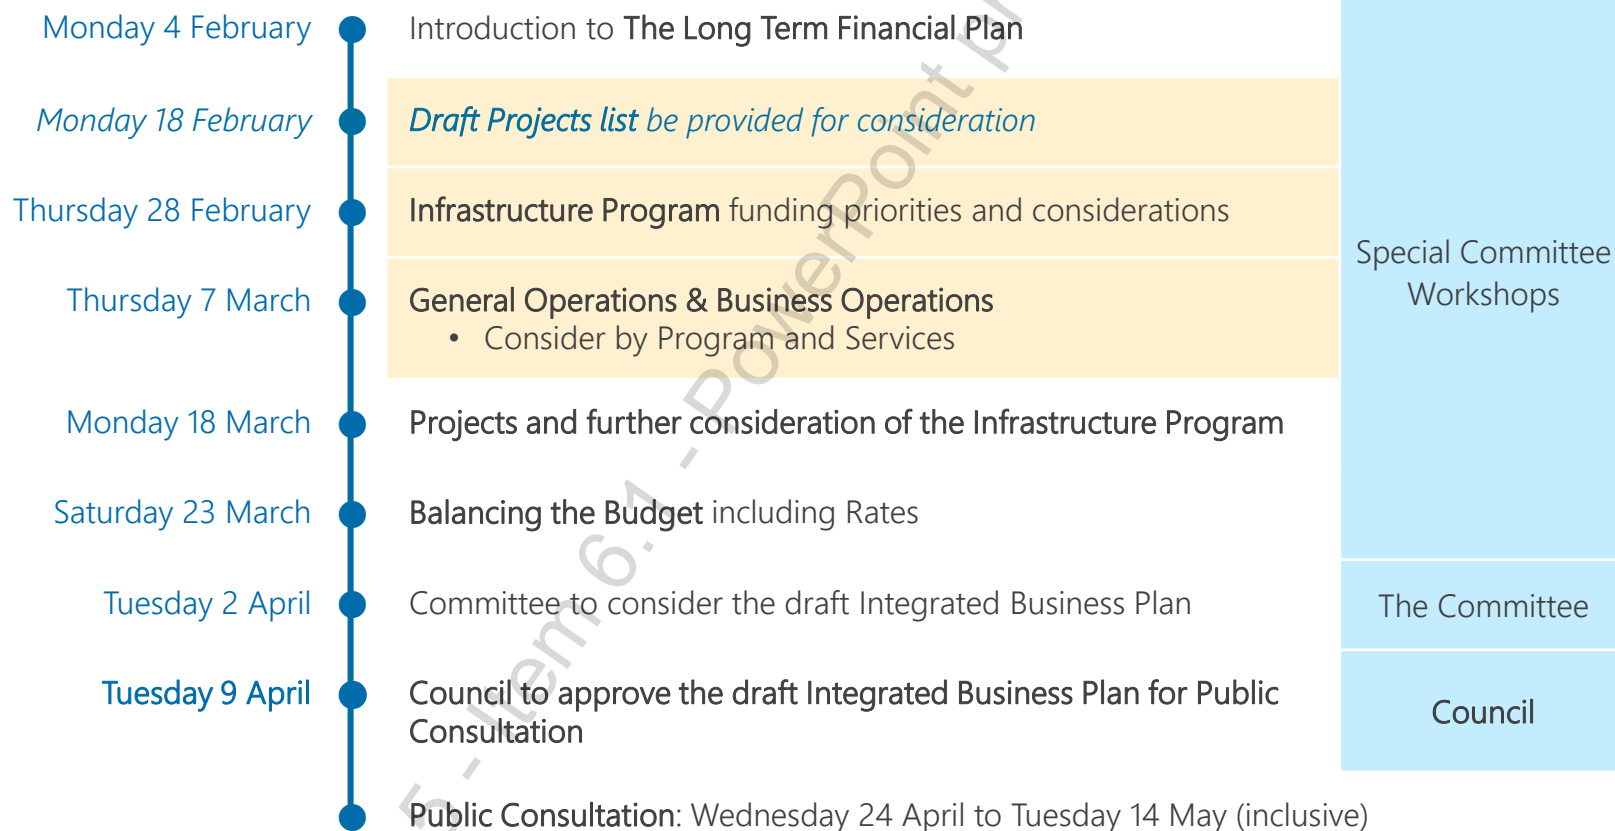 Monday 4 February
Introduction to The Long Term Financial Plan
Monday 18 February
Draft Projects list be provided for consideration
Thursday 28 February
Infrastructure Program funding priorities and considerations
Thursday 7 March
General Operations & Business Operations
• Consider by Program and Services
Monday 18 March
Projects and further consideration of the Infrastructure Program
Saturday 23 March
Balancing the Budget including Rates
Special Committee
Workshops
Tuesday 2 April
Committee to consider the draft Integrated Business Plan
The Committee
Tuesday 9 April
Council to approve the draft Integrated Business Plan for Public
Consultation
Council
Public Consultation: Wednesday 24 April to Tuesday 14 May (inclusive)
5 - Item 6.1 - PowerPoint